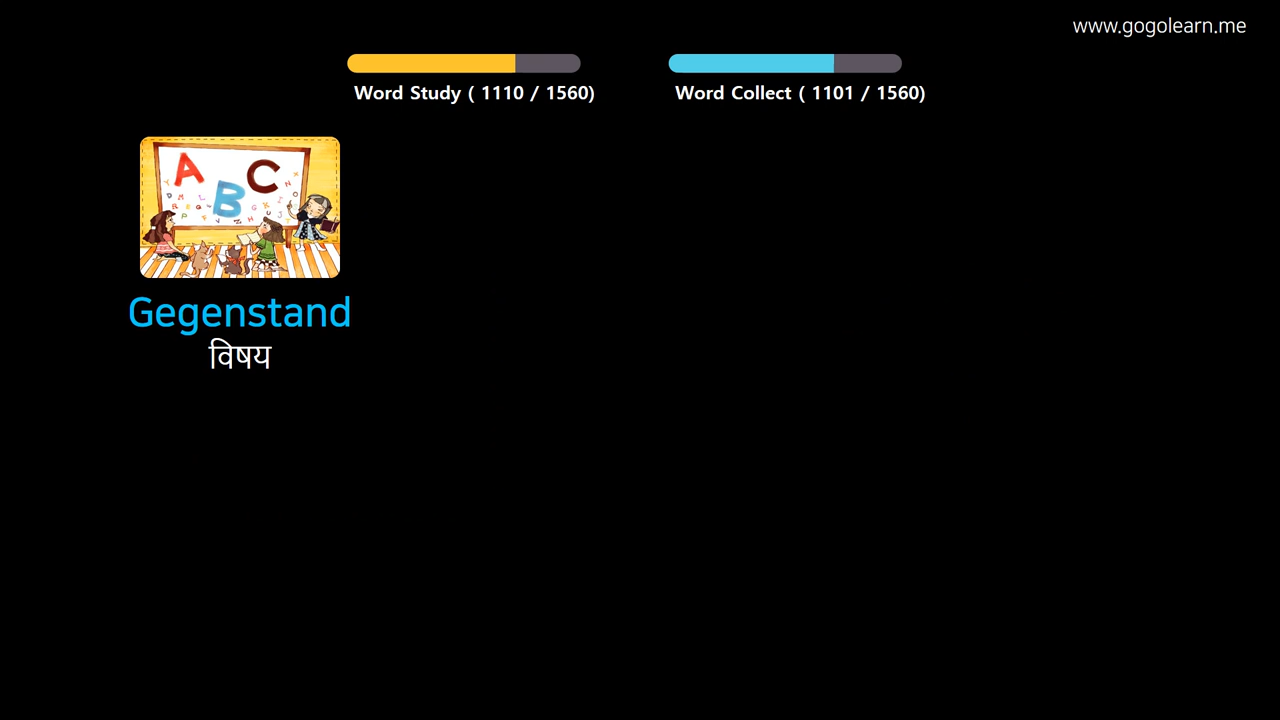 www.gogolearn.me
Word Study ( 1110 / 1560)
Word Collect ( 1101 / 1560)
A B C
Gegenstand
विषय